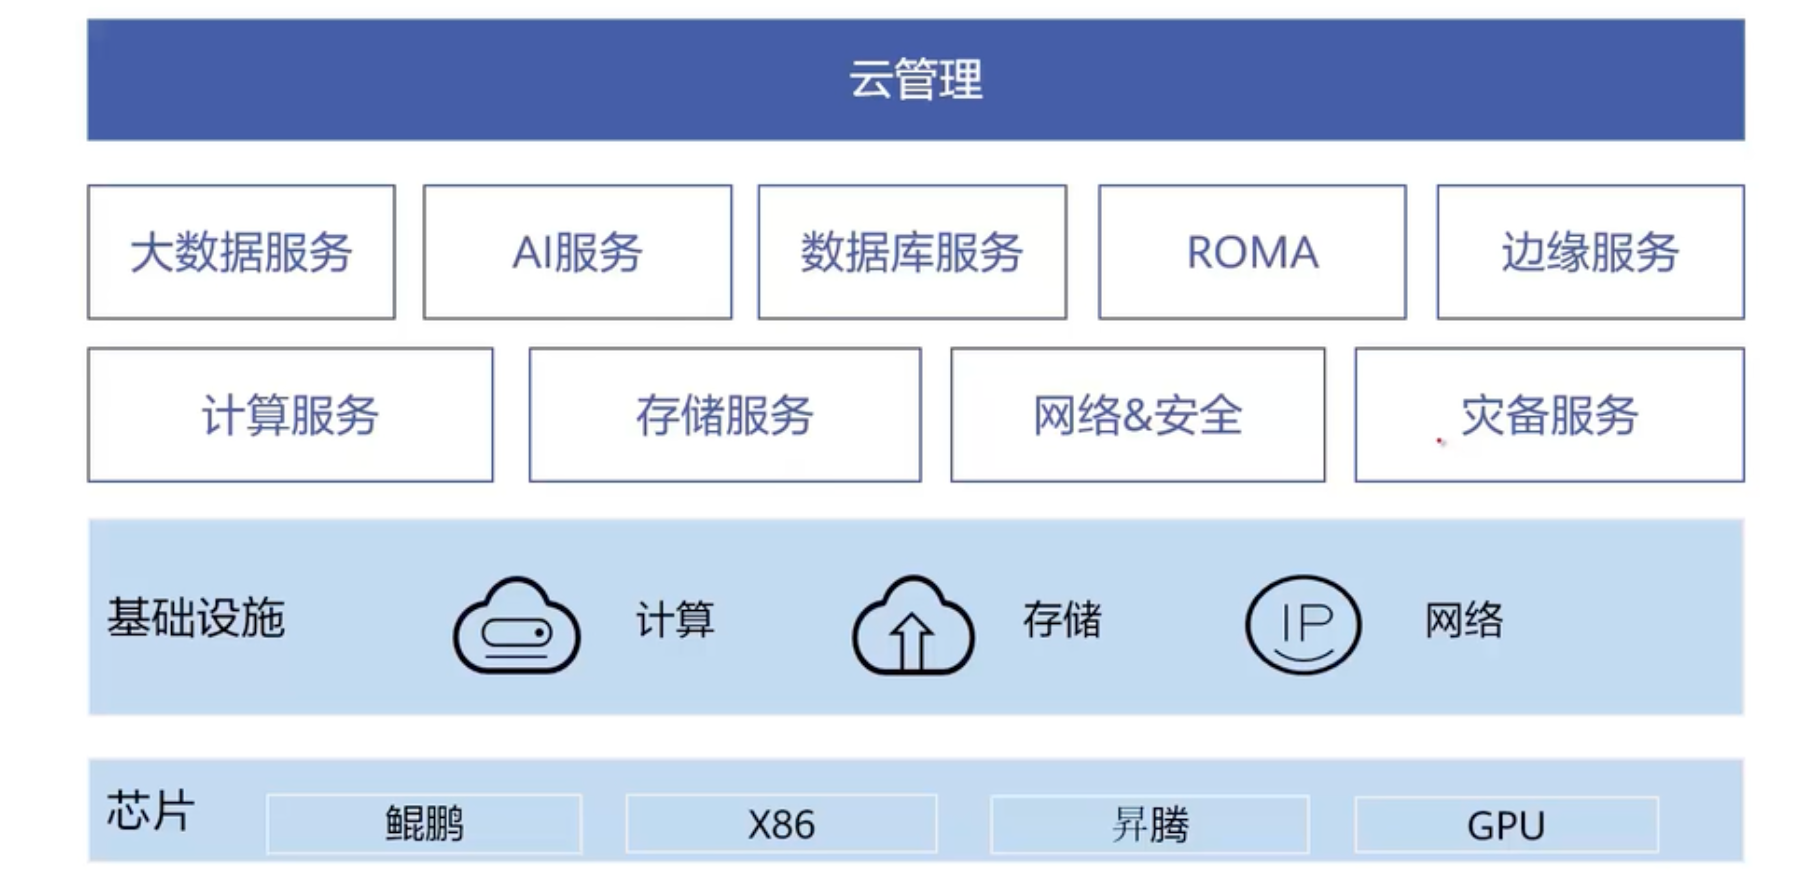 云管理
大数据服务
AI服务
数据库服务
ROMA
边缘服务
计算服务
存储服务
网络&安全
灾备服务
基础设施
计算
存储
IP
网络
芯片
鲲鹏
X86
昇腾
GPU